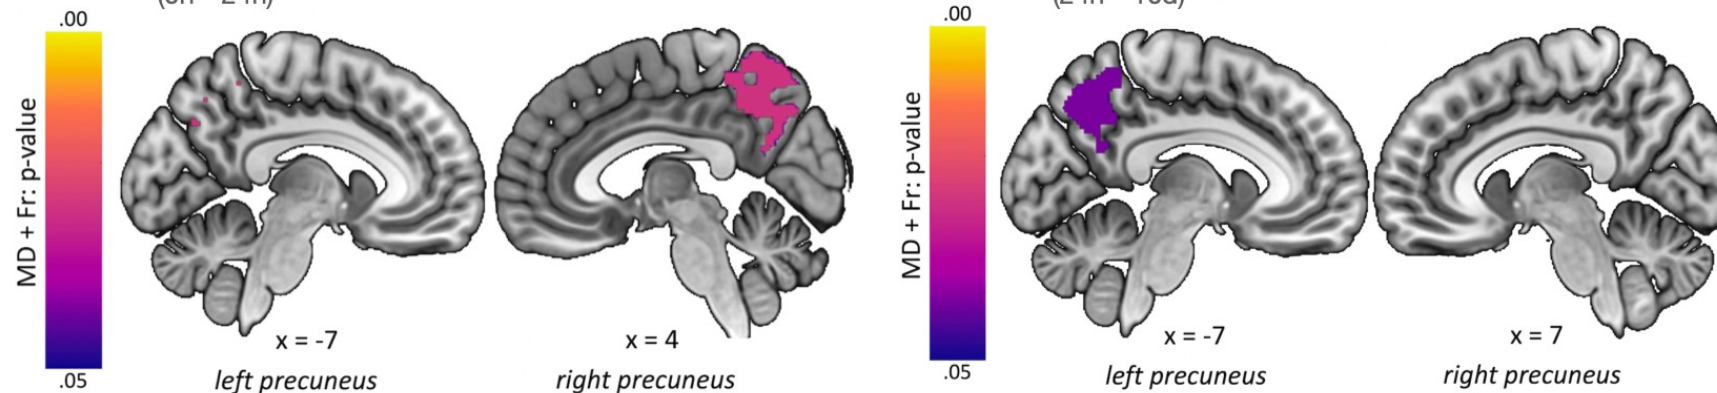 .00
MD + Fr: p-value
.05
x = -7
left precuneus
x = 4
right precuneus
.00
MD + Fr: p-value
.05
x = -7
left precuneus
x = 7
right precuneus